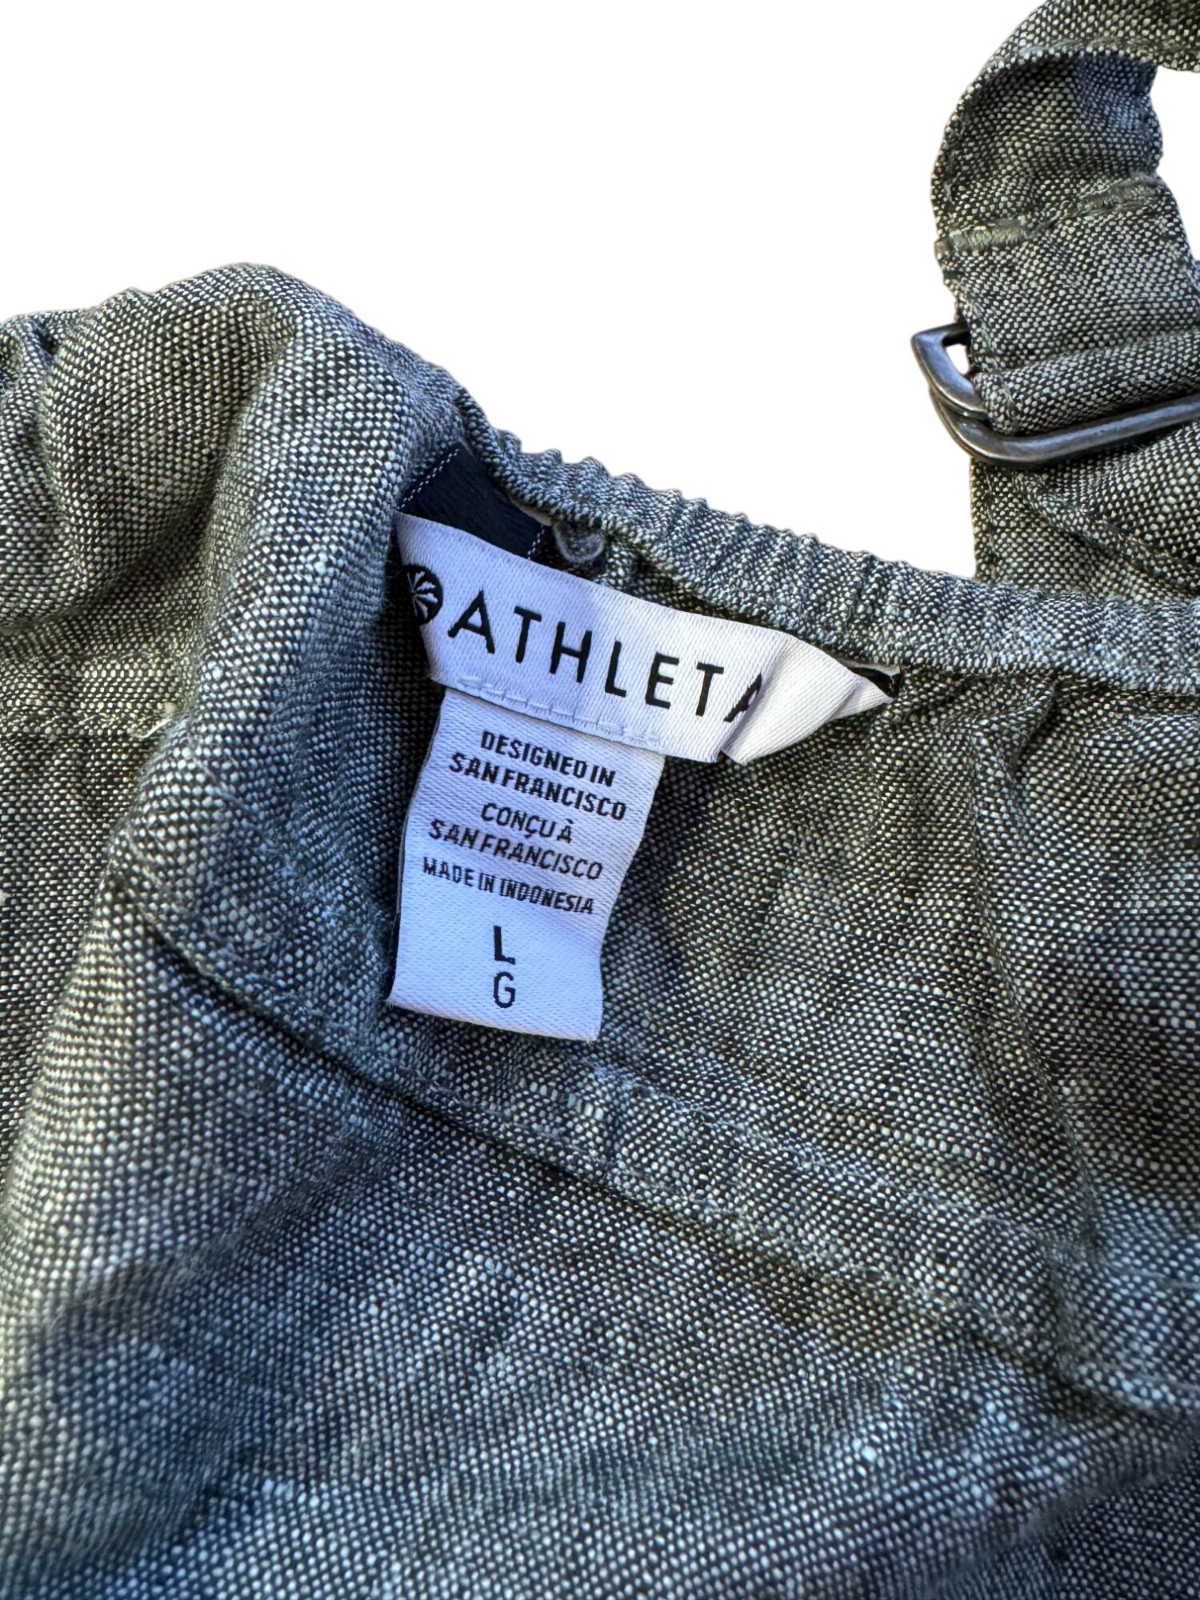 ATHLETA
DESIGNED IN
SAN FRANCISCO
CONÇU À
SAN FRANCISCO
MADE IN INDONESIA
L
G